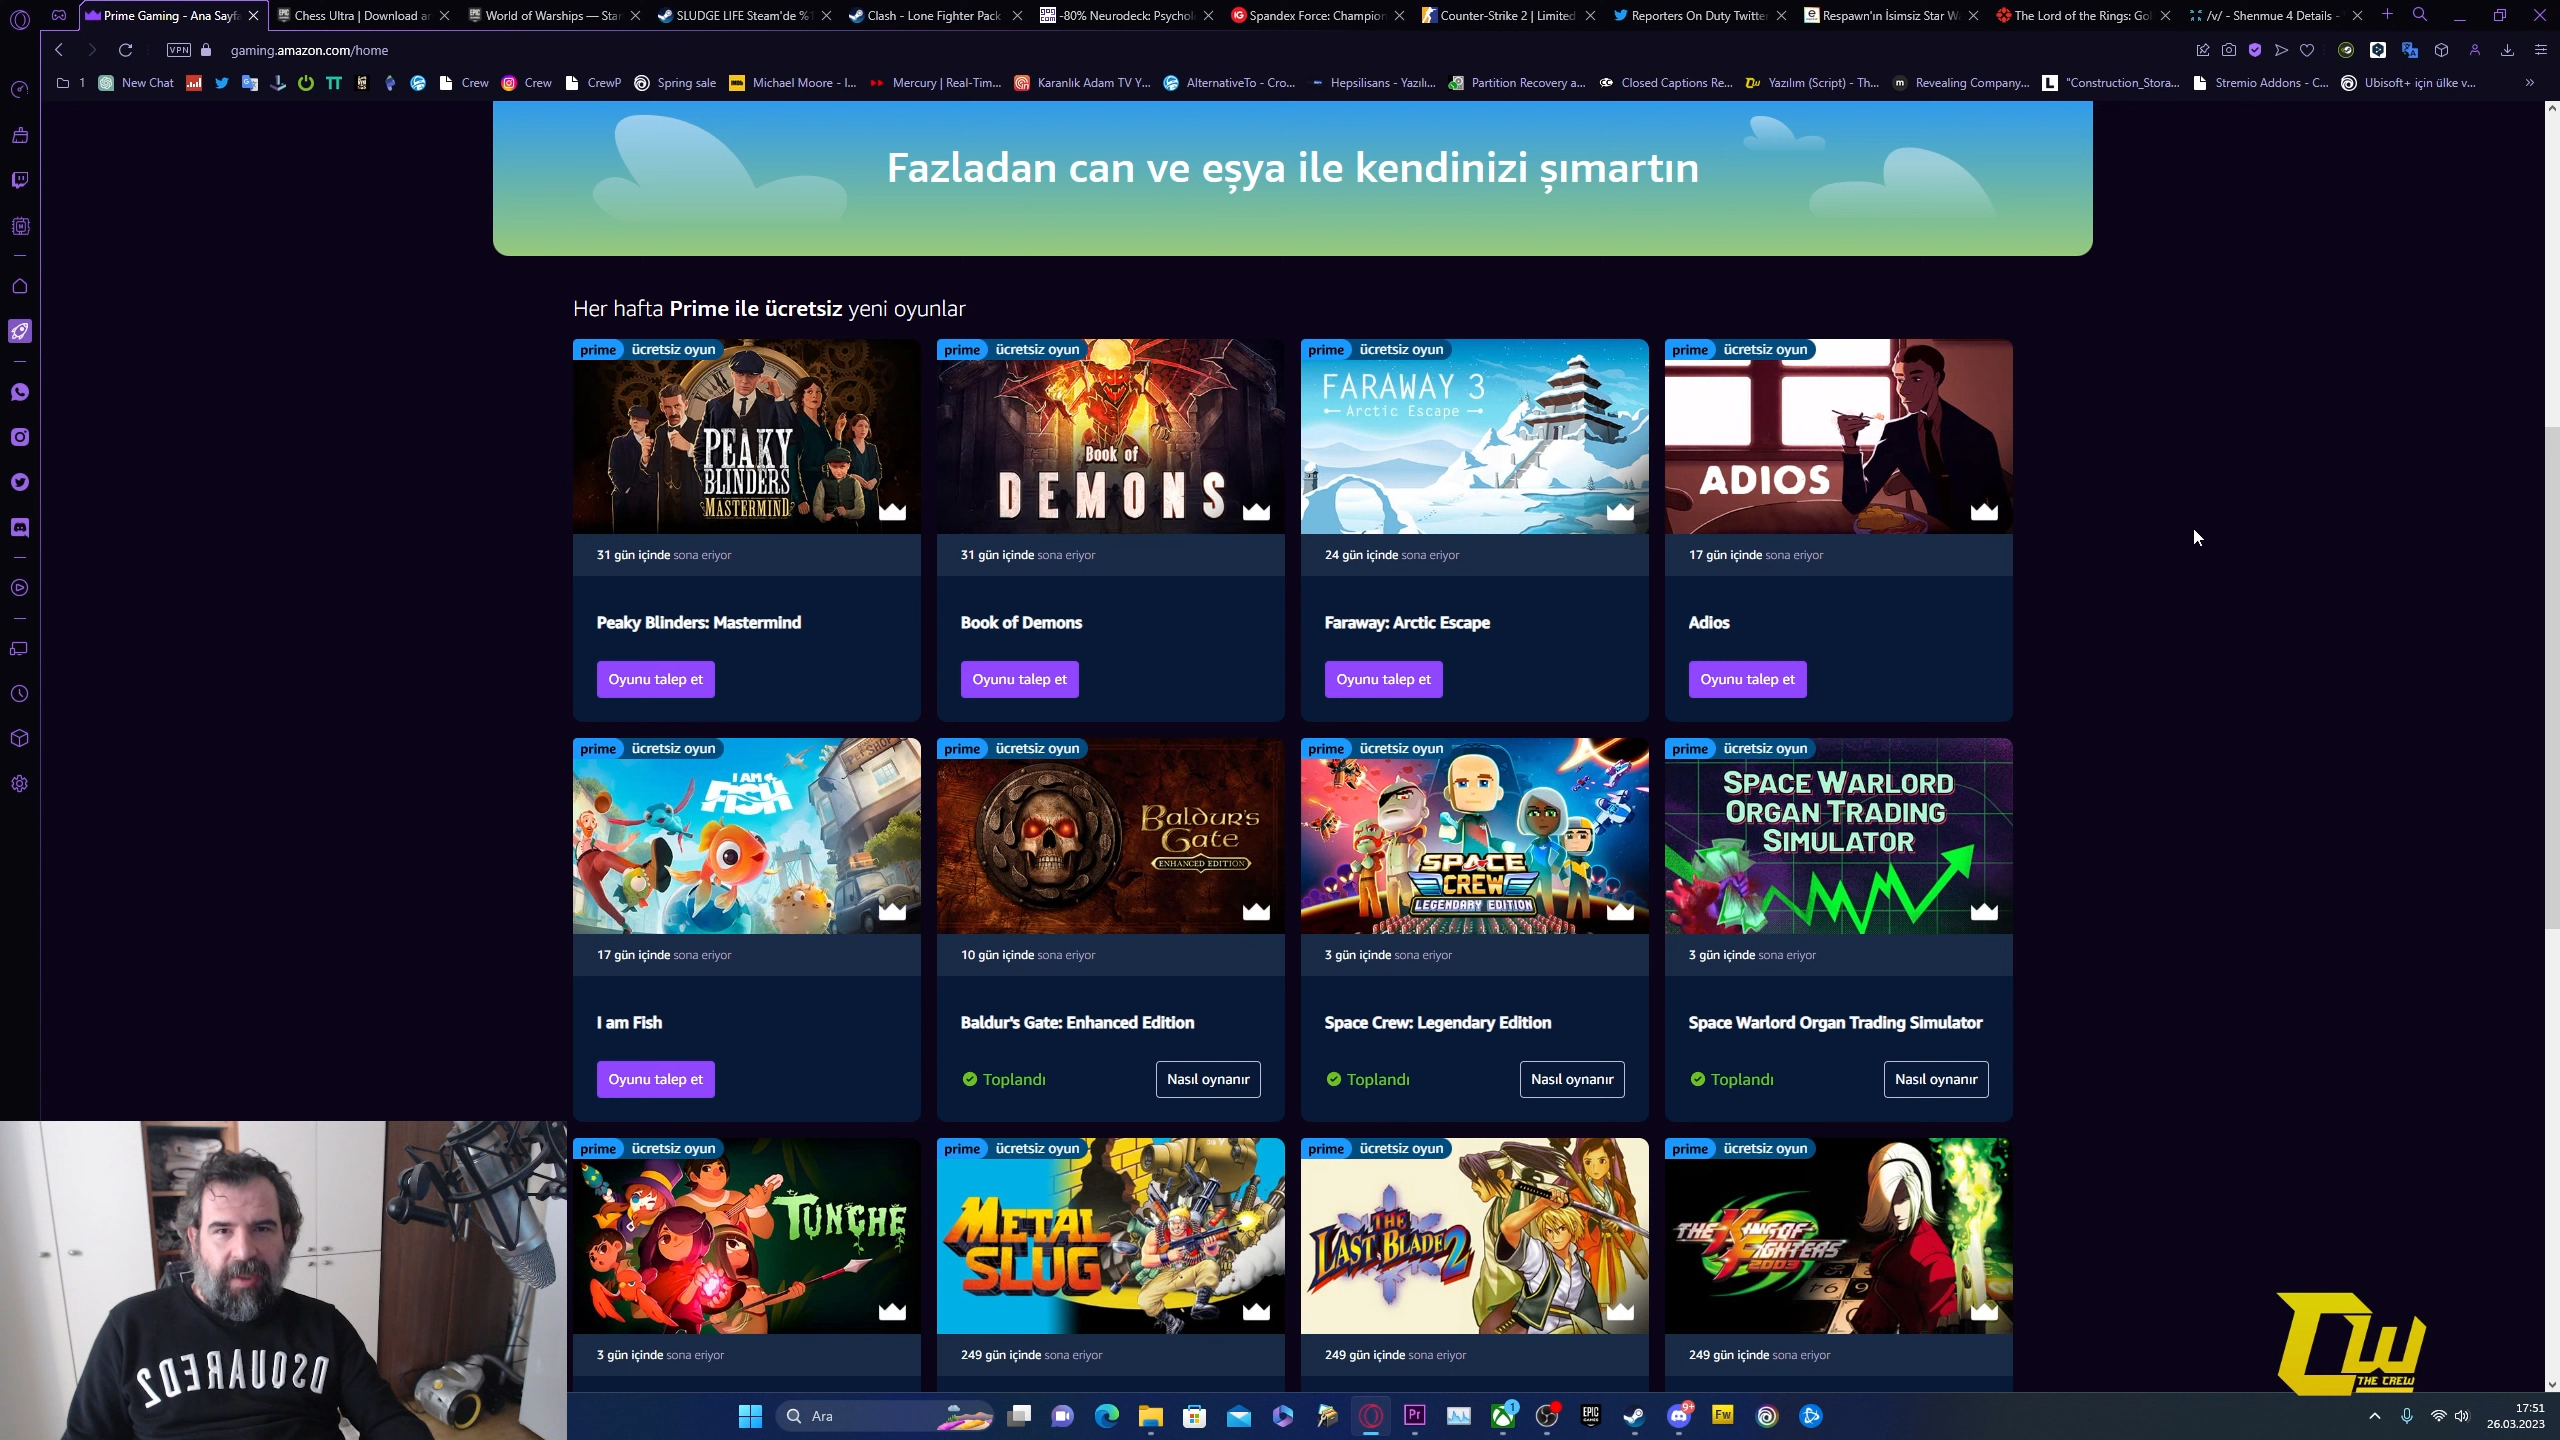 Prime Gaming - Ana Sayfa
Chess Ultra | Download an
World of Warships — Star
SLUDGE LIFE Steam'de %1
Clash - Lone Fighter Pack
-80% Neurodeck: Psychol
Spandex Force: Champion
Counter-Strike 2 | Limited
Reporters On Duty Twitte
Respawn'ın İsimsiz Star W
The Lord of the Rings: Gol
/v/ - Shenmue 4 Details -
VPN
gaming.amazon.com/home
1
New Chat
TT
Crew
Crew
CrewP
Spring sale
Michael Moore - I...
Mercury | Real-Tim...
Karanlık Adam TV Y...
AlternativeTo - Cro...
Hepsilisans - Yazılı...
Partition Recovery a...
Closed Captions Re...
Yazılım (Script) - Th...
Revealing Company...
"Construction_Stora...
Stremio Addons - C...
Ubisoft+ için ülke v...
Fazladan can ve eşya ile kendinizi şımartın
Her hafta Prime ile ücretsiz yeni oyunlar
prime ücretsiz oyun
PEAKY
BLINDERS
MASTERMIND
31 gün içinde sona eriyor
Peaky Blinders: Mastermind
Oyunu talep et
prime ücretsiz oyun
Book of
DEMONS
31 gün içinde sona eriyor
Book of Demons
Oyunu talep et
prime ücretsiz oyun
FARAWAY 3
Arctic Escape
24 gün içinde sona eriyor
Faraway: Arctic Escape
Oyunu talep et
prime ücretsiz oyun
ADIOS
17 gün içinde sona eriyor
Adios
Oyunu talep et
prime ücretsiz oyun
I AM
FISH
17 gün içinde sona eriyor
I am Fish
Oyunu talep et
prime ücretsiz oyun
Baldur's
Gate
ENHANCED EDITION
10 gün içinde sona eriyor
Baldur's Gate: Enhanced Edition
Toplandı
Nasıl oynanır
prime ücretsiz oyun
SPACE
CREW
LEGENDARY EDITION
3 gün içinde sona eriyor
Space Crew: Legendary Edition
Toplandı
Nasıl oynanır
prime ücretsiz oyun
SPACE WARLORD
ORGAN TRADING
SIMULATOR
3 gün içinde sona eriyor
Space Warlord Organ Trading Simulator
Toplandı
Nasıl oynanır
prime ücretsiz oyun
TUNCHE
3 gün içinde sona eriyor
prime ücretsiz oyun
METAL
SLUG
249 gün içinde sona eriyor
prime ücretsiz oyun
THE
LAST BLADE 2
249 gün içinde sona eriyor
prime ücretsiz oyun
THE KING OF
FIGHTERS
2003
249 gün içinde sona eriyor
DSQUARED2
CW
THE CREW
Ara
Pr
1
EPIC
GAMES
9+
Fw
17:51
26.03.2023